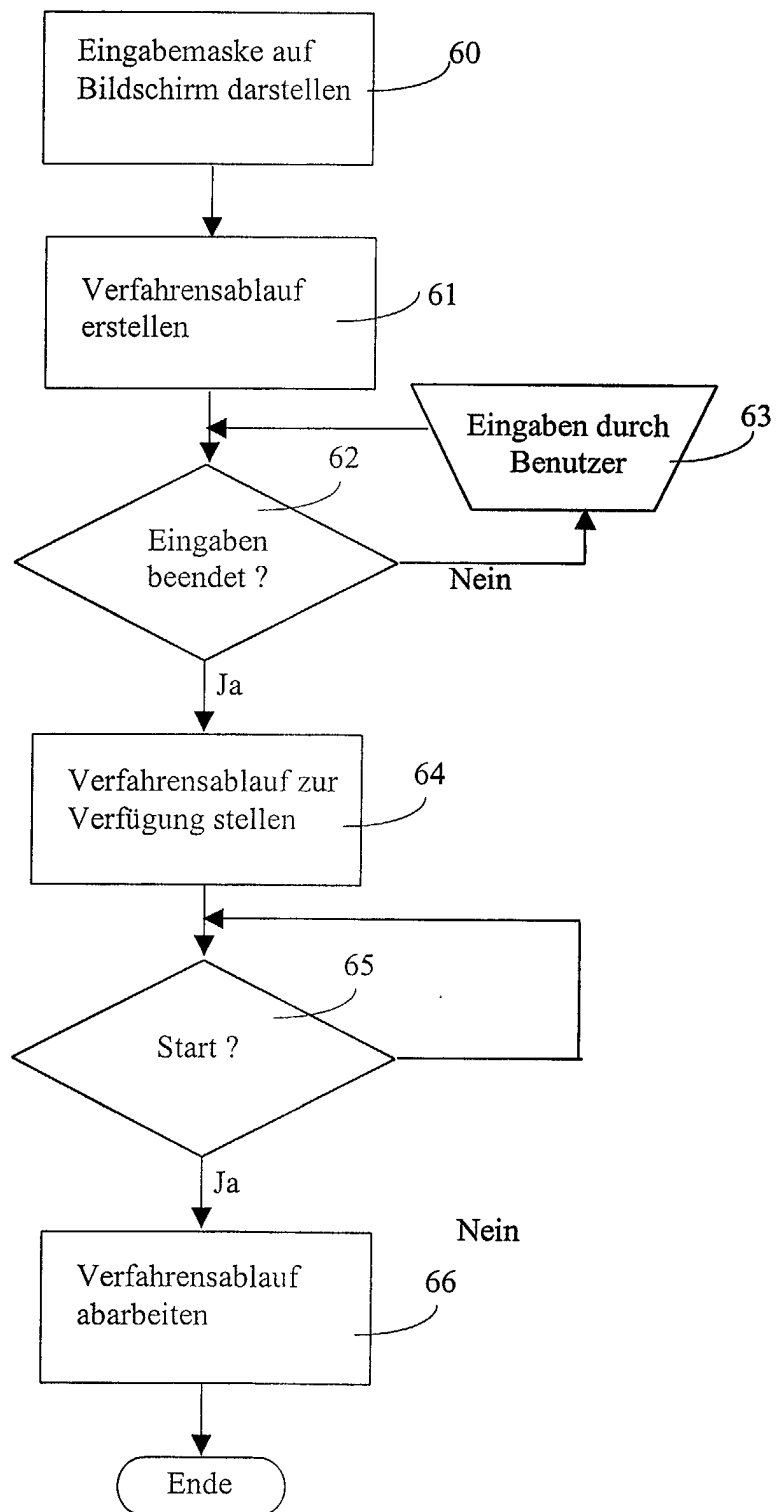 Eingabemaske auf
Bildschirm darstellen
60
Verfahrensablauf
erstellen
61
Eingaben durch
Benutzer
63
62
Eingaben
beendet ?
Nein
Ja
Verfahrensablauf zur
Verfügung stellen
64
65
Start ?
Ja
Nein
Verfahrensablauf
abarbeiten
66
Ende